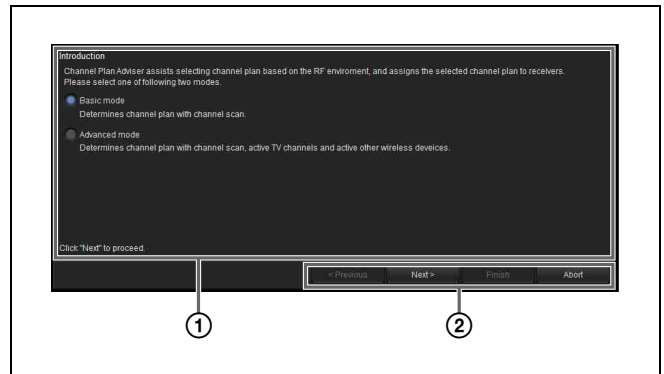 Introduction
Channel Plan Adviser assists selecting channel plan based on the RF enviroment, and assigns the selected channel plan to receivers.
Please select one of following two modes.
Basic mode
Determines channel plan with channel scan.
Advanced mode
Determines channel plan with channel scan, active TV channels and active other wireless deveices.
Click "Next" to proceed.
< Previous Next > Finish Abort
1 2